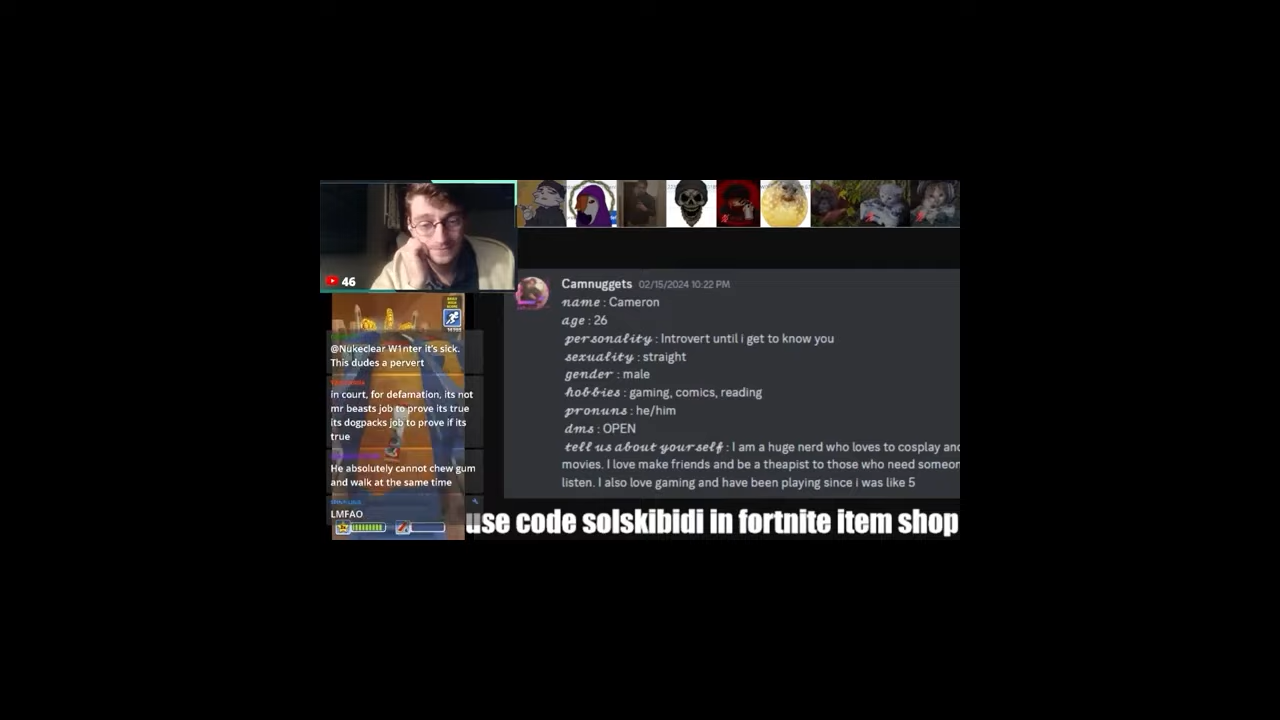 46
Camnuggets 02/15/2024 10:22 PM
name : Cameron
age : 26
personality : Introvert until i get to know you
sexuality : straight
gender : male
hobbies : gaming, comics, reading
pronuns : he/him
dms : OPEN
tell us about yourself : I am a huge nerd who loves to cosplay and
movies. I love make friends and be a theapist to those who need someon
listen. I also love gaming and have been playing since i was like 5
@Nukeclear W1nter it's sick.
This dudes a pervert
in court, for defamation, its not
mr beasts job to prove its true
its dogpacks job to prove if its
true
He absolutely cannot chew gum
and walk at the same time
LMFAO
use code solskibidi in fortnite item shop